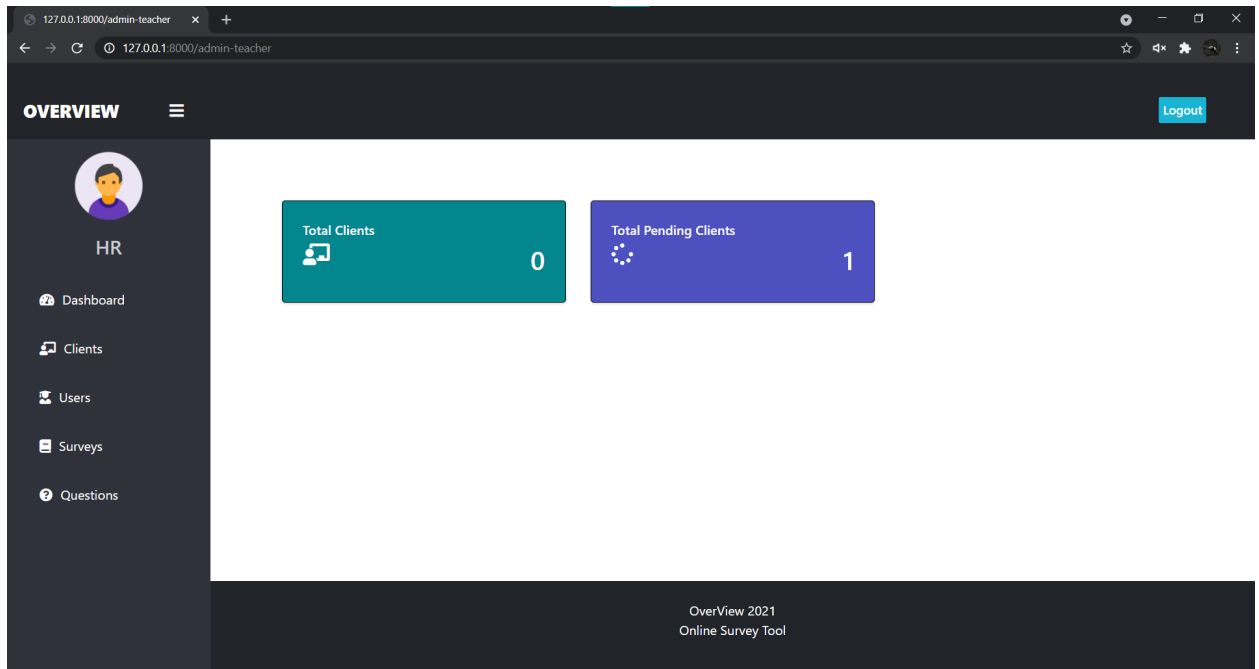 127.0.0.1:8000/admin-teacher
127.0.0.1:8000/admin-teacher
OVERVIEW
Logout
HR
Dashboard
Clients
Users
Surveys
Questions
Total Clients
0
Total Pending Clients
1
OverView 2021
Online Survey Tool